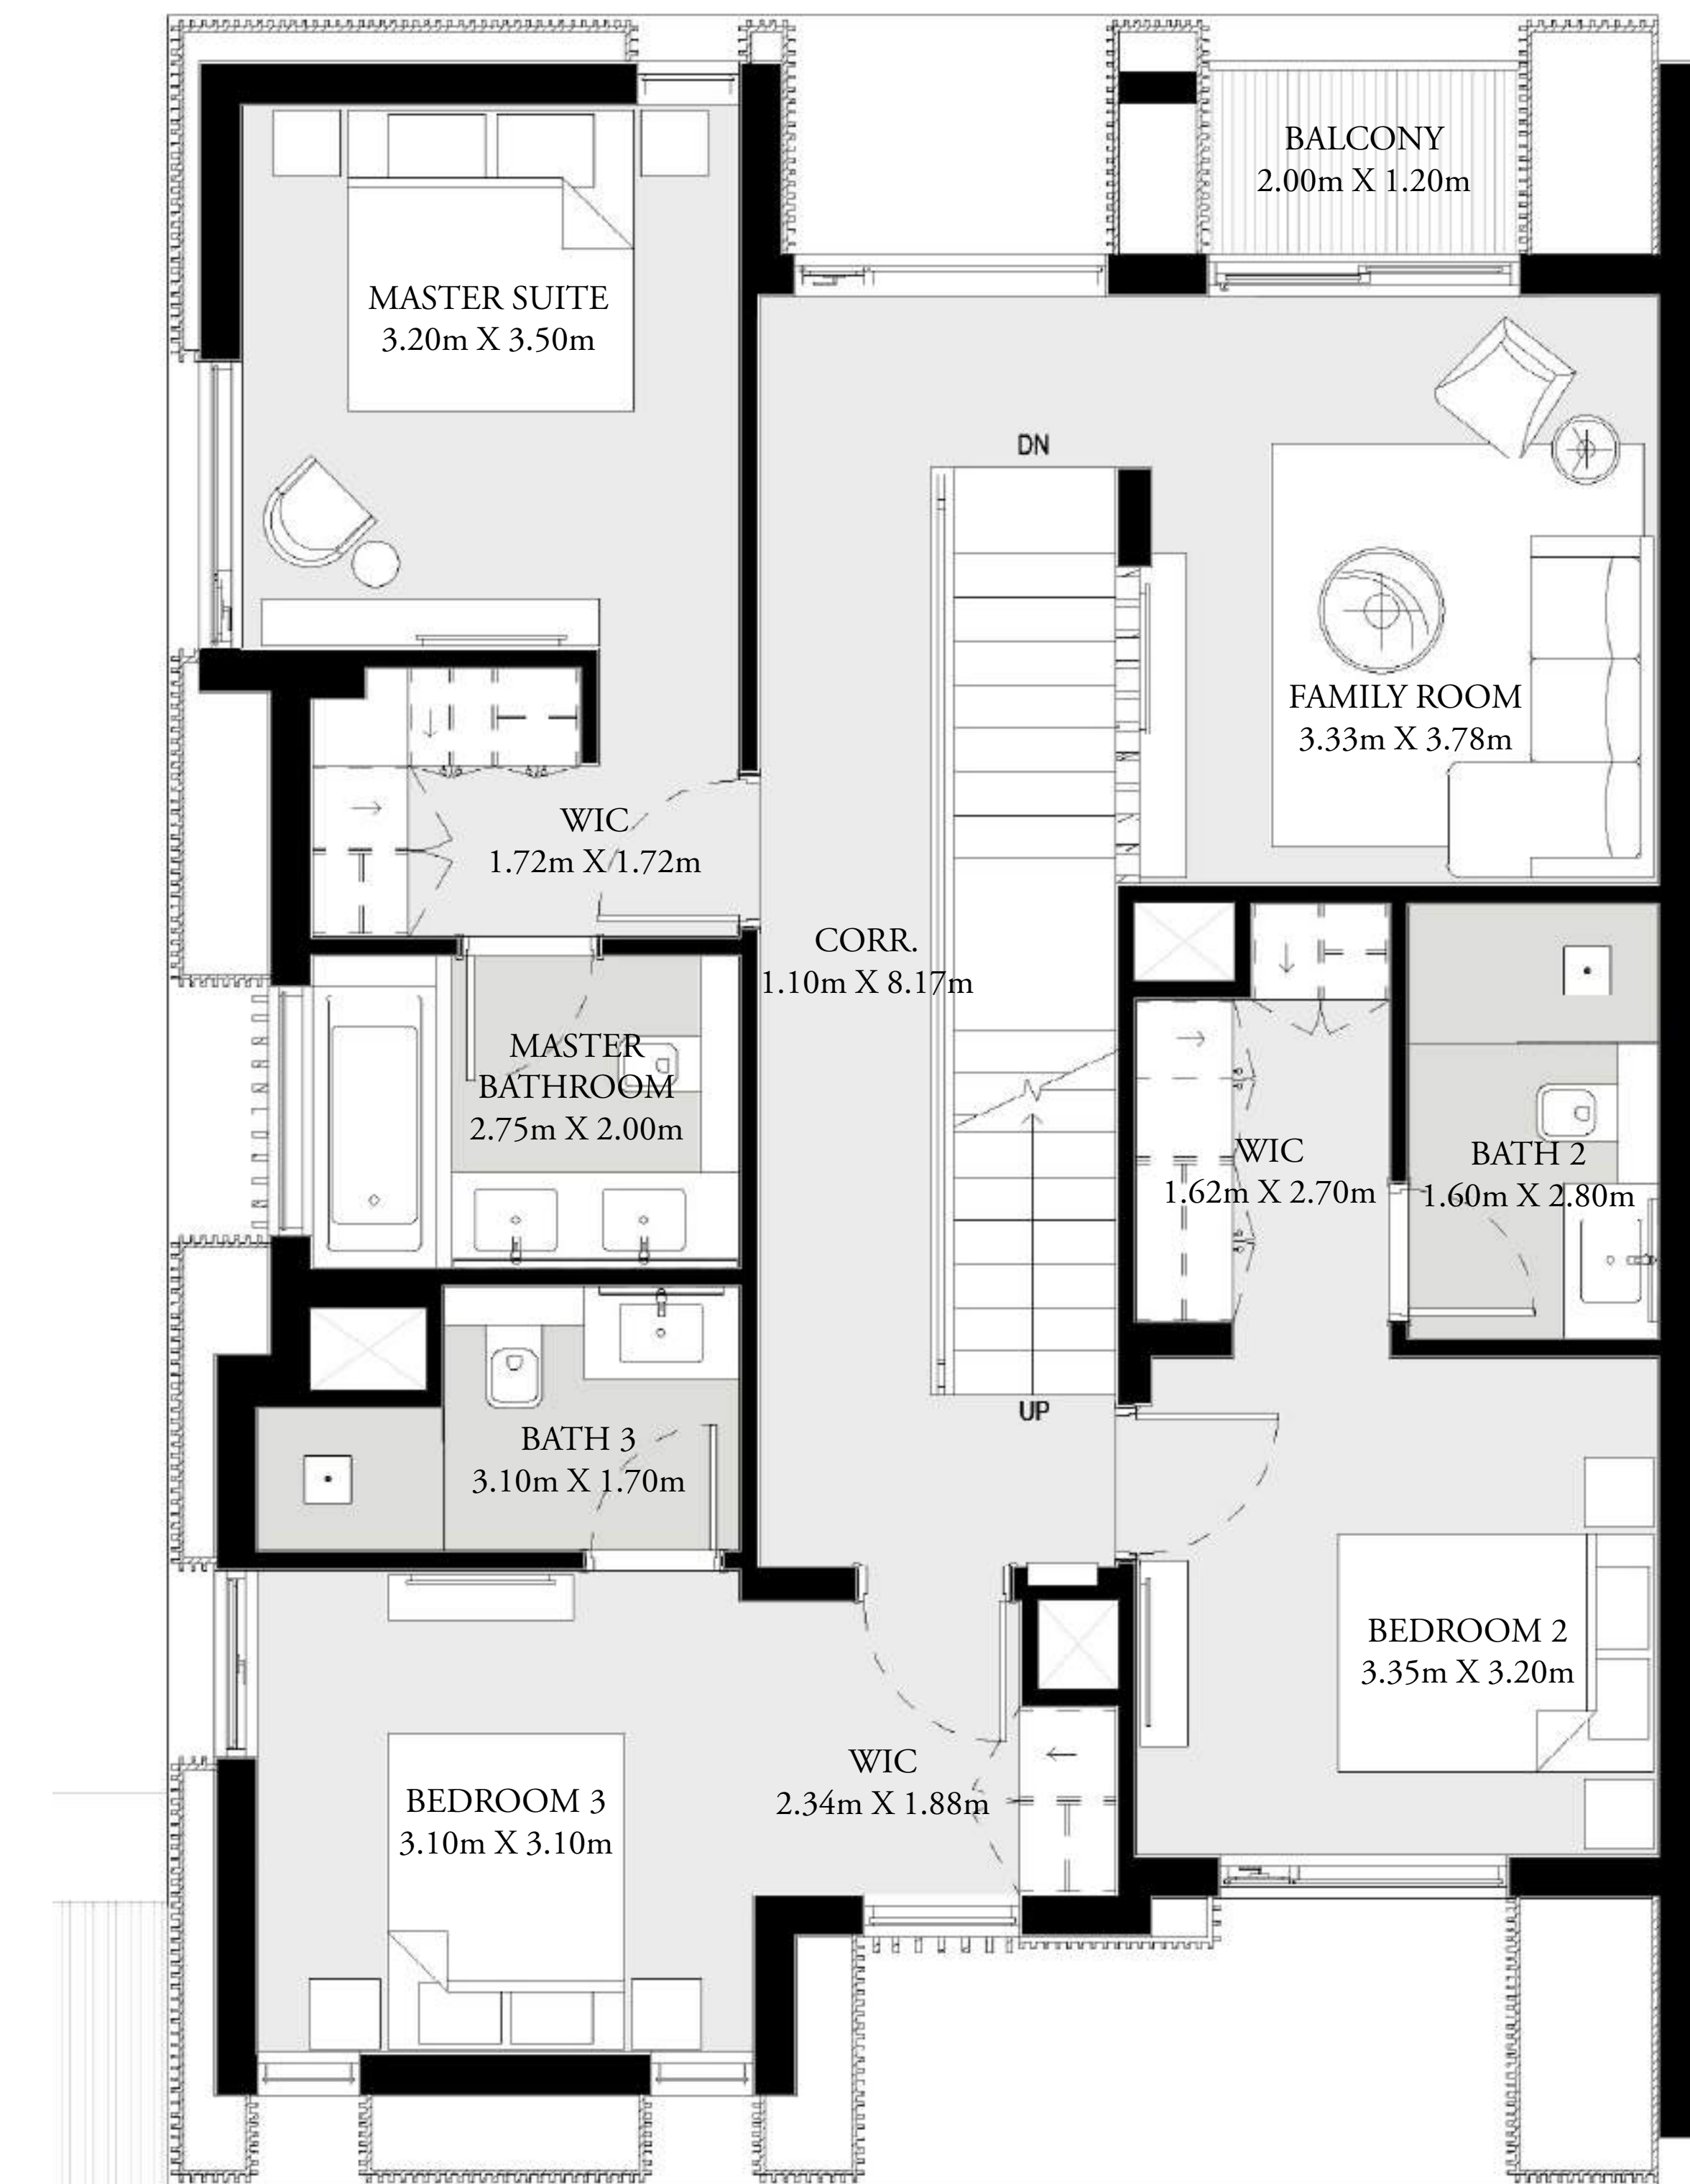 BALCONY
2.00m X 1.20m
MASTER SUITE
3.20m X 3.50m
DN
FAMILY ROOM
3.33m X 3.78m
WIC
1.72m X 1.72m
CORR.
1.10m X 8.17m
MASTER
BATHROOM
2.75m X 2.00m
WIC
1.62m X 2.70m
BATH 2
1.60m X 2.80m
UP
BATH 3
3.10m X 1.70m
BEDROOM 2
3.35m X 3.20m
WIC
2.34m X 1.88m
BEDROOM 3
3.10m X 3.10m